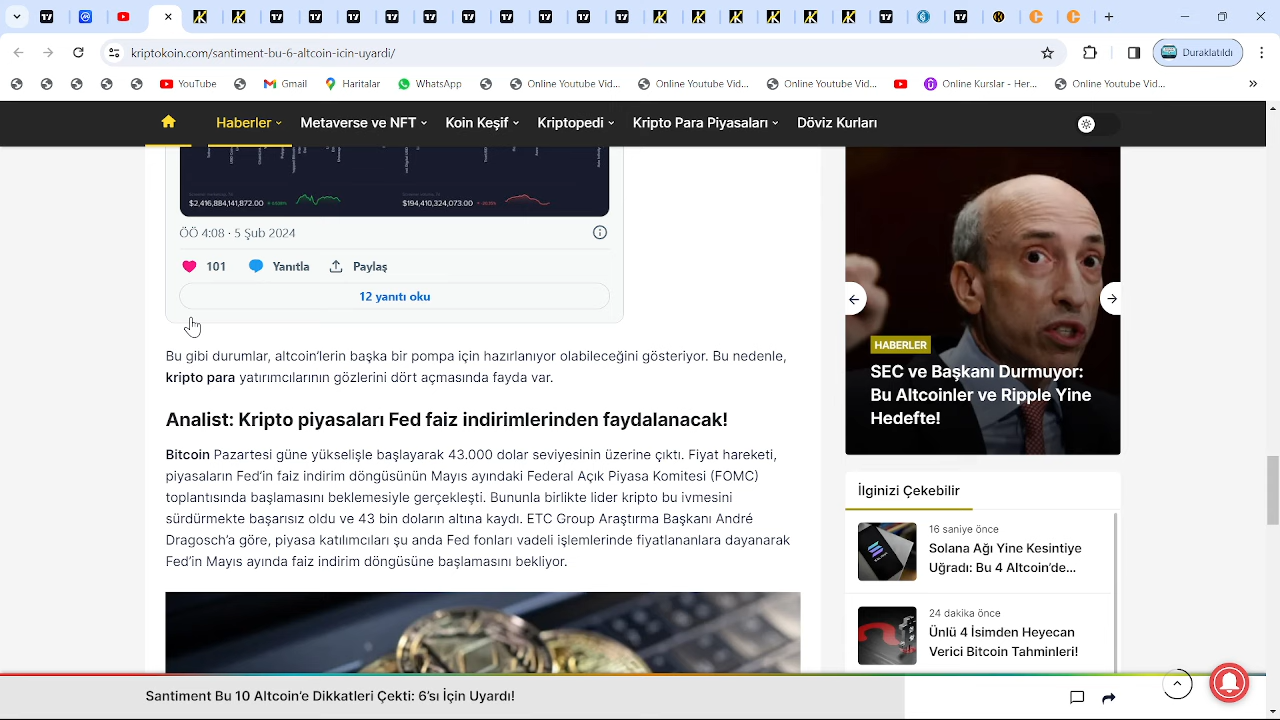 kriptokoin.com/santiment-bu-6-altcoin-icin-uyardi/
Duraklatıldı
YouTube
Gmail
Haritalar
WhatsApp
Online Youtube Vid...
Online Youtube Vid...
Online Youtube Vid...
Online Kurslar - Her...
Online Youtube Vid...
Haberler
Metaverse ve NFT
Koin Keşif
Kriptopedi
Kripto Para Piyasaları
Döviz Kurları
$2,416,884,141,872.00
$194,410,324,073.00
ÖÖ 4:08 · 5 Şub 2024
101
Yanıtla
Paylaş
12 yanıtı oku
Bu gibi durumlar, altcoin'lerin başka bir pompa için hazırlanıyor olabileceğini gösteriyor. Bu nedenle,
kripto para yatırımcılarının gözlerini dört açmasında fayda var.
Analist: Kripto piyasaları Fed faiz indirimlerinden faydalanacak!
Bitcoin Pazartesi güne yükselişle başlayarak 43.000 dolar seviyesinin üzerine çıktı. Fiyat hareketi,
piyasaların Fed'in faiz indirim döngüsünün Mayıs ayındaki Federal Açık Piyasa Komitesi (FOMC)
toplantısında başlamasını beklemesiyle gerçekleşti. Bununla birlikte lider kripto bu ivmesini
sürdürmekte başarısız oldu ve 43 bin doların altına kaydı. ETC Group Araştırma Başkanı André
Dragosch'a göre, piyasa katılımcıları şu anda Fed fonları vadeli işlemlerinde fiyatlananlara dayanarak
Fed'in Mayıs ayında faiz indirim döngüsüne başlamasını bekliyor.
HABERLER
SEC ve Başkanı Durmuyor:
Bu Altcoinler ve Ripple Yine
Hedefte!
İlginizi Çekebilir
16 saniye önce
Solana Ağı Yine Kesintiye
Uğradı: Bu 4 Altcoin'de...
24 dakika önce
Ünlü 4 İsimden Heyecan
Verici Bitcoin Tahminleri!
Santiment Bu 10 Altcoin'e Dikkatleri Çekti: 6'sı İçin Uyardı!